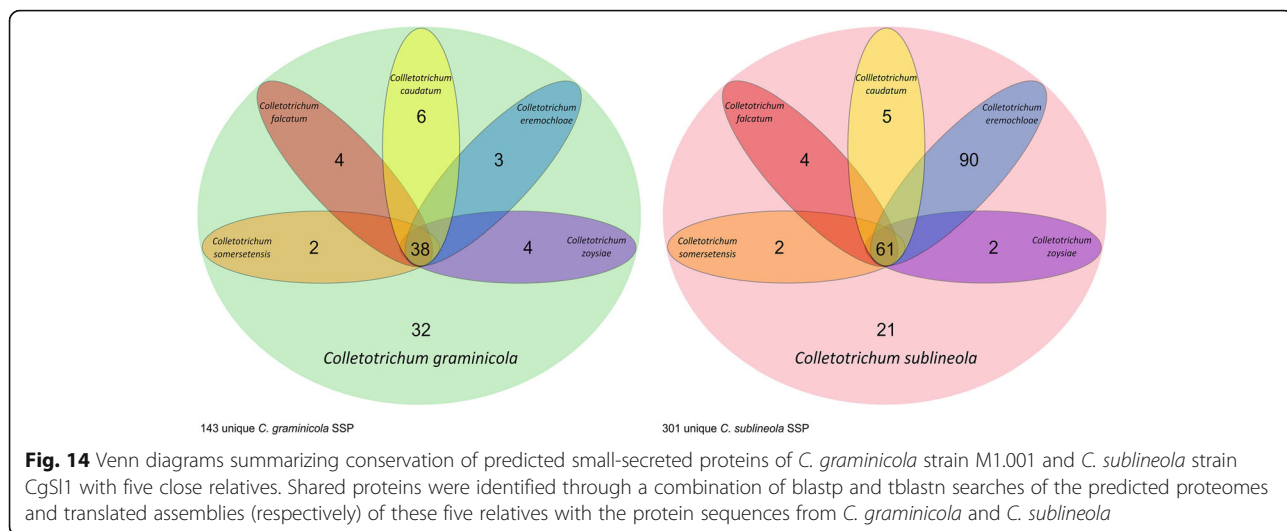 Colletotrichum
falcatum
4
Collletotrichum
caudatum
6
Colletotrichum
eremochloae
3
Colletotrichum
somersetensis
2
38
4
Colletotrichum
zoysiae
32
Colletotrichum graminicola
143 unique C. graminicola SSP
Colletotrichum
falcatum
4
Colletotrichum
caudatum
5
Colletotrichum
eremochloae
90
Colletotrichum
somersetensis
2
61
2
Colletotrichum
zoysiae
21
Colletotrichum sublineola
301 unique C. sublineola SSP
Fig. 14 Venn diagrams summarizing conservation of predicted small-secreted proteins of C. graminicola strain M1.001 and C. sublineola strain
CgSl1 with five close relatives. Shared proteins were identified through a combination of blastp and tblastn searches of the predicted proteomes
and translated assemblies (respectively) of these five relatives with the protein sequences from C. graminicola and C. sublineola